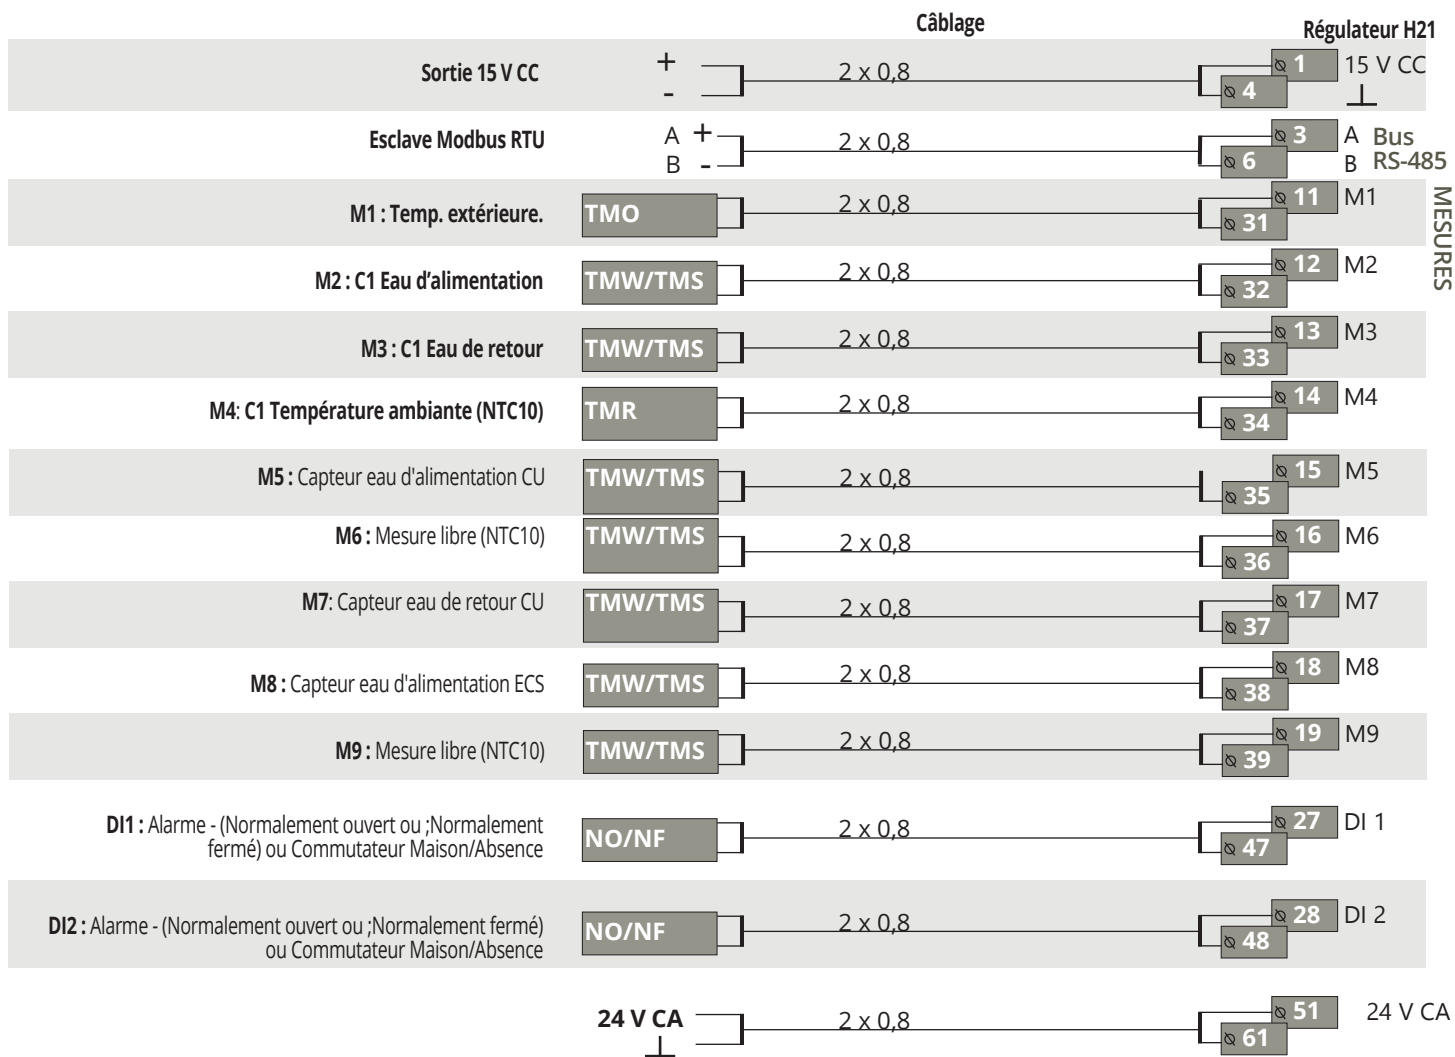 Câblage
Régulateur H21
Sortie 15 V CC + 2 x 0,8 1 15 V CC
- 4
Esclave Modbus RTU A + 2 x 0,8 3 A Bus
B - 6 B RS-485
MESURES
M1 : Temp. extérieure. TMO 2 x 0,8 11 M1
31
M2 : C1 Eau d’alimentation TMW/TMS 2 x 0,8 12 M2
32
M3 : C1 Eau de retour TMW/TMS 2 x 0,8 13 M3
33
M4: C1 Température ambiante (NTC10) TMR 2 x 0,8 14 M4
34
M5 : Capteur eau d'alimentation CU TMW/TMS 2 x 0,8 15 M5
35
M6 : Mesure libre (NTC10) TMW/TMS 2 x 0,8 16 M6
36
M7: Capteur eau de retour CU TMW/TMS 2 x 0,8 17 M7
37
M8 : Capteur eau d'alimentation ECS TMW/TMS 2 x 0,8 18 M8
38
M9 : Mesure libre (NTC10) TMW/TMS 2 x 0,8 19 M9
39
DI1 : Alarme - (Normalement ouvert ou ;Normalement
fermé) ou Commutateur Maison/Absence NO/NF 2 x 0,8 27 DI 1
47
DI2 : Alarme - (Normalement ouvert ou ;Normalement fermé)
ou Commutateur Maison/Absence NO/NF 2 x 0,8 28 DI 2
48
24 V CA 2 x 0,8 51 24 V CA
61